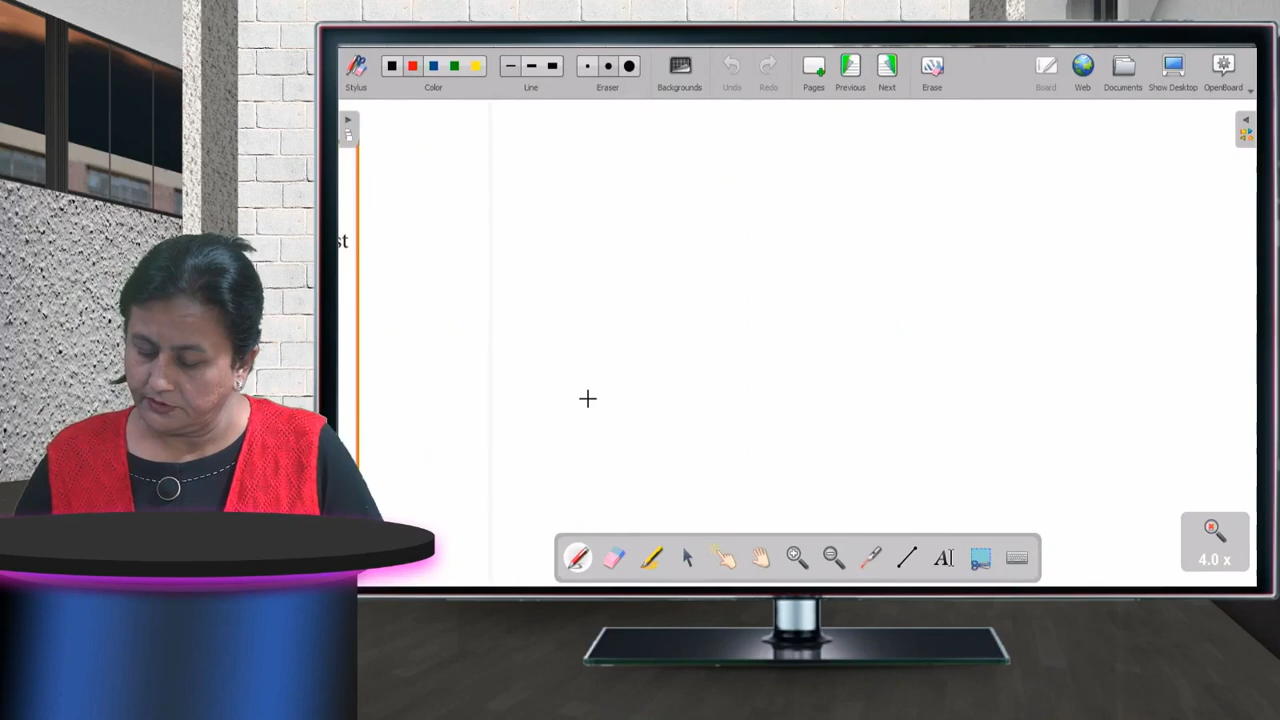 Stylus Color Line Eraser Backgrounds Undo Redo Pages Previous Next Erase Board Web Documents Show Desktop OpenBoard
st
AI
4.0 x